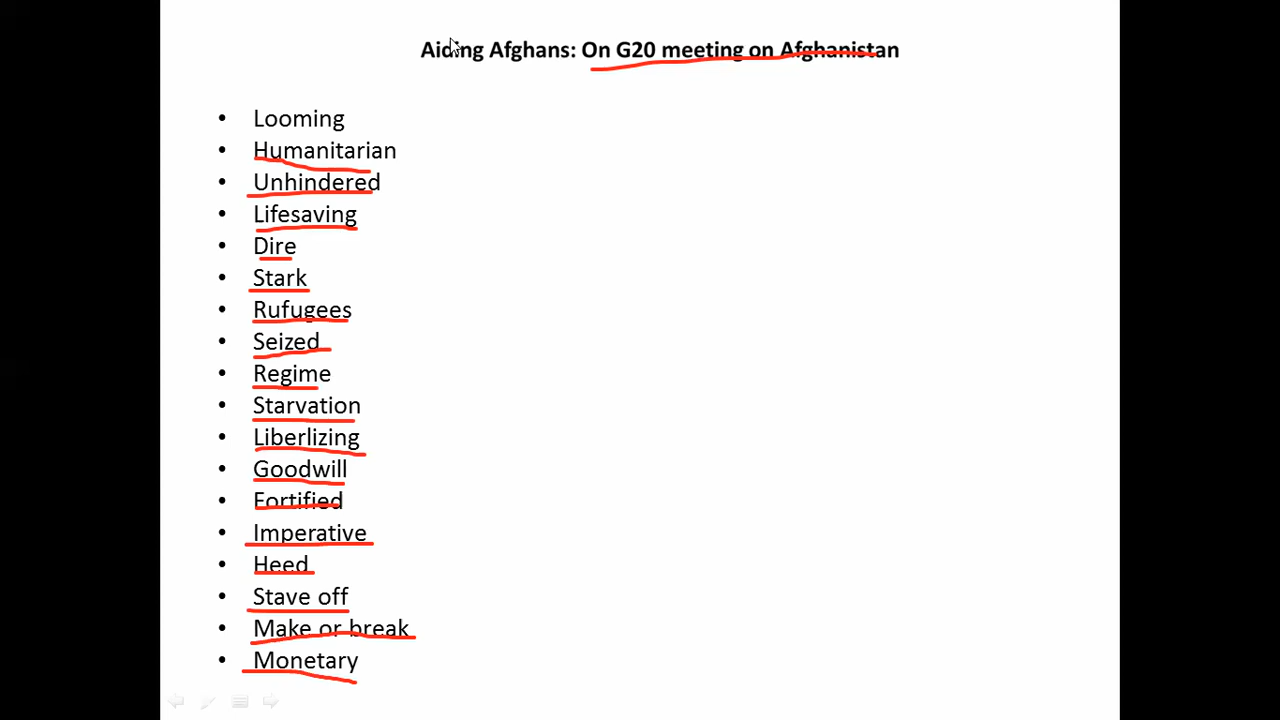 Aiding Afghans: On G20 meeting on Afghanistan
• Looming
• Humanitarian
• Unhindered
• Lifesaving
• Dire
• Stark
• Rufugees
• Seized
• Regime
• Starvation
• Liberlizing
• Goodwill
• Fortified
• Imperative
• Heed
• Stave off
• Make or break
• Monetary